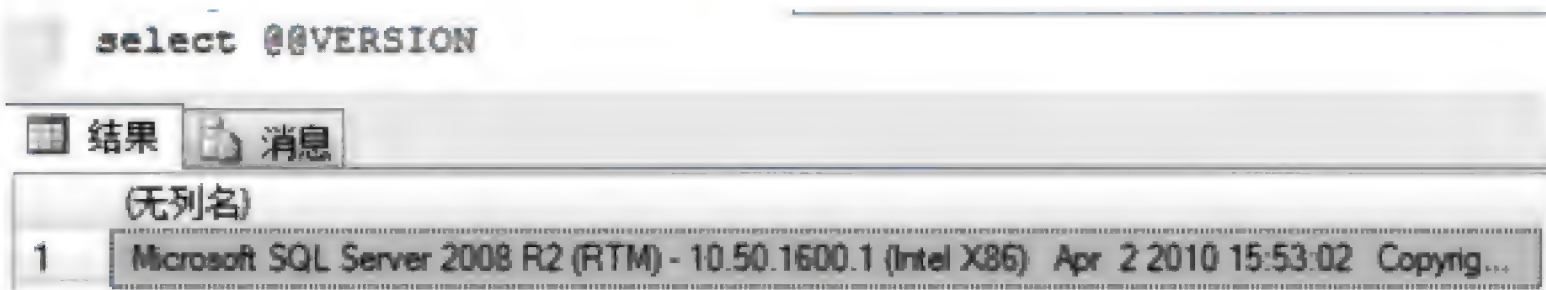 select @@VERSION
结果 消息
(无列名)
1 Microsoft SQL Server 2008 R2 (RTM) - 10.50.1600.1 (Intel X86) Apr 2 2010 15:53:02 Copyrig...